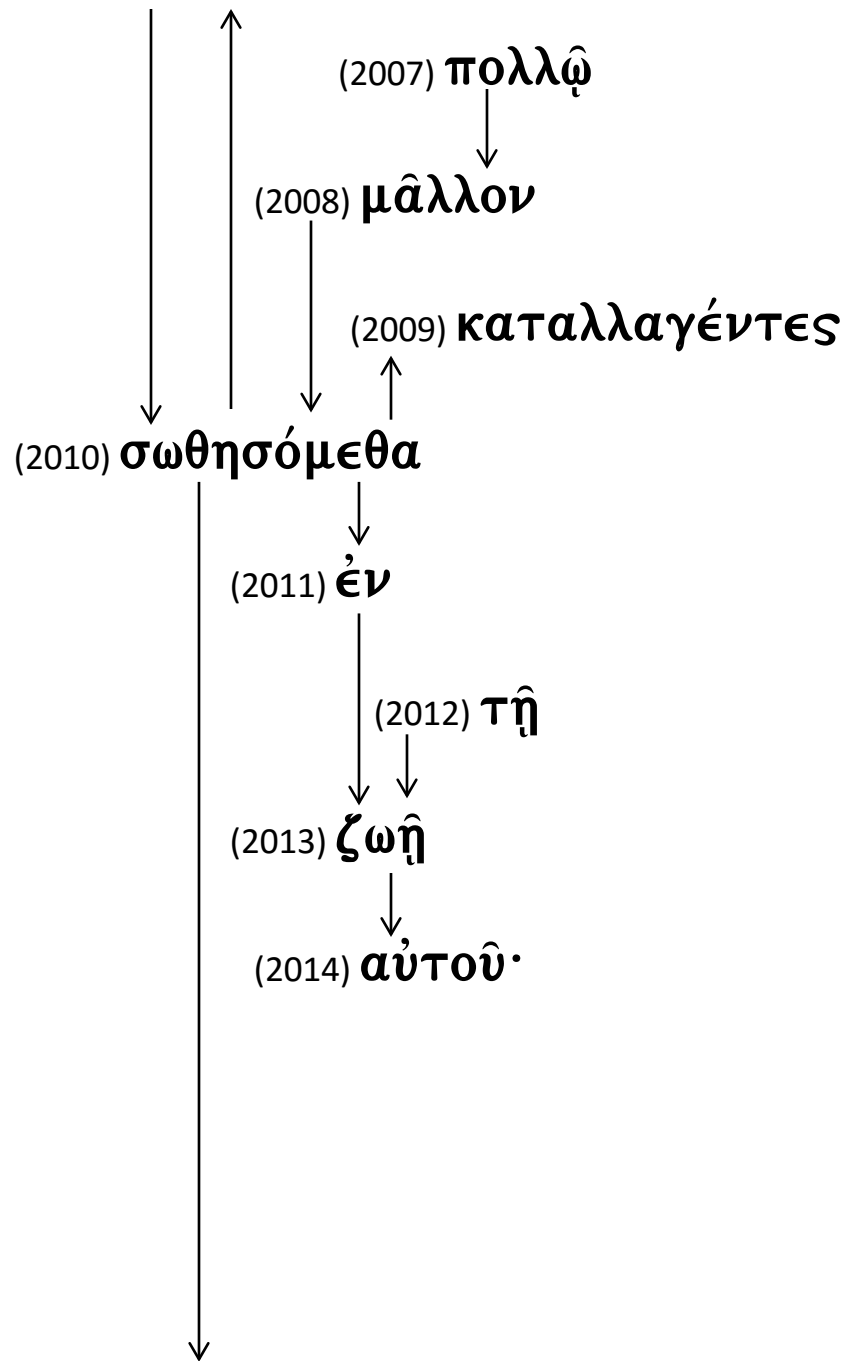 (2007) πολλῷ
(2008) μᾶλλον
(2009) καταλλαγέντες
(2010) σωθησόμεθα
(2011) ἐν
(2012) τῇ
(2013) ζωῇ
(2014) αὐτοῦ·